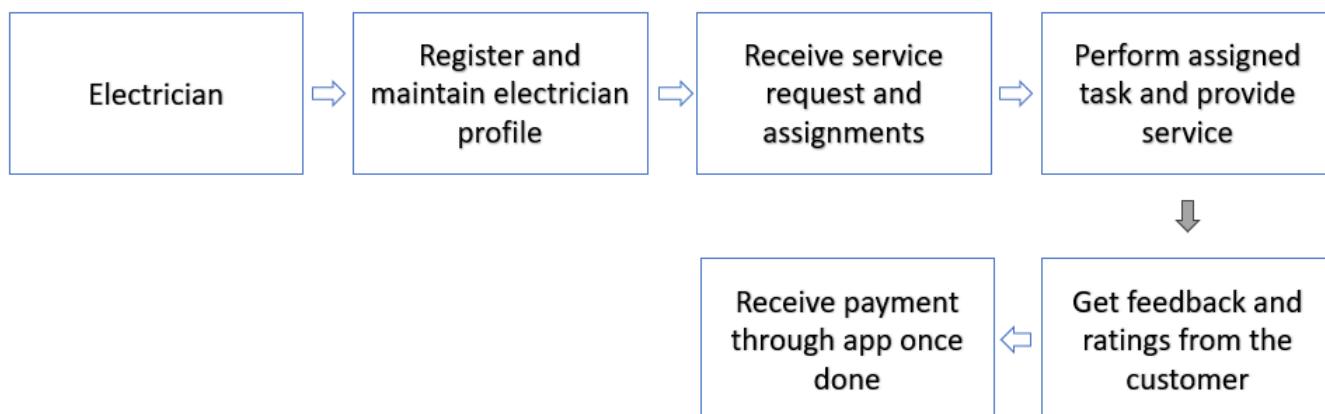 Electrician
Register and
maintain electrician
profile
Receive service
request and
assignments
Perform assigned
task and provide
service
Receive payment
through app once
done
Get feedback and
ratings from the
customer